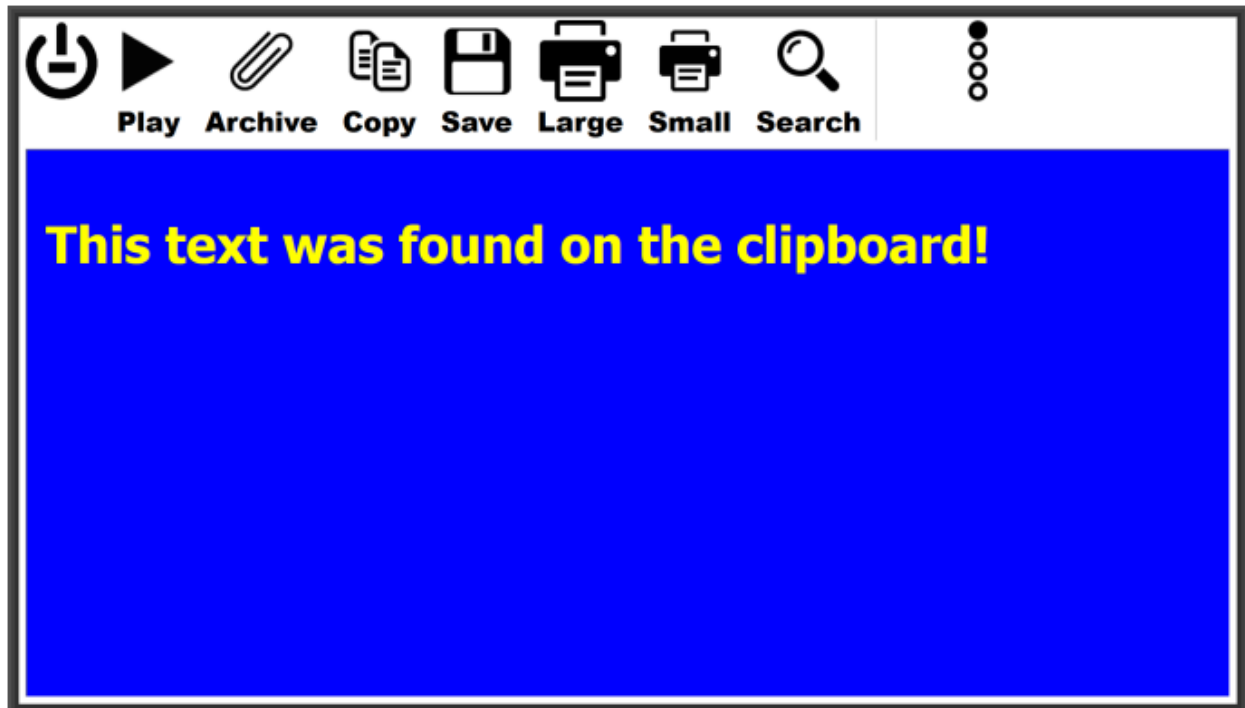 Play Archive Copy Save Large Small Search
This text was found on the clipboard!